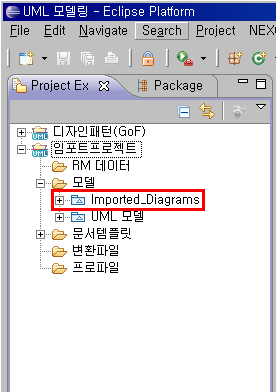 UML 모델링 - Eclipse Platform
File Edit Navigate Search Project NEXC
Project Ex Package
디자인패턴(GoF)
임포트프로젝트
RM 데이터
모델
Imported_Diagrams
UML 모델
문서템플릿
변환파일
프로파일